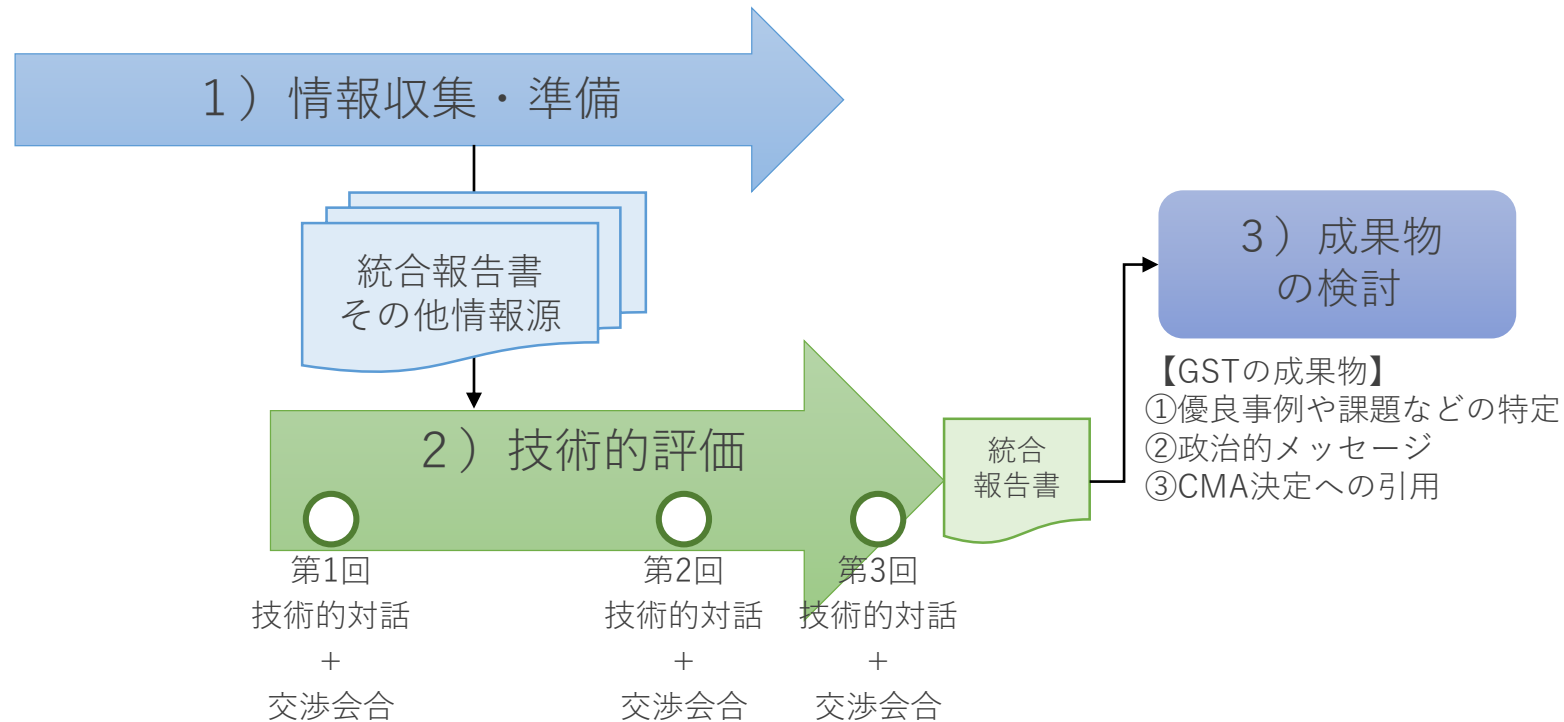 １）情報収集・準備
統合報告書
その他情報源
３）成果物
の検討
【GSTの成果物】
①優良事例や課題などの特定
②政治的メッセージ
③CMA決定への引用
２）技術的評価
統合
報告書
第1回
技術的対話
＋
交渉会合
第2回
技術的対話
＋
交渉会合
第3回
技術的対話
＋
交渉会合